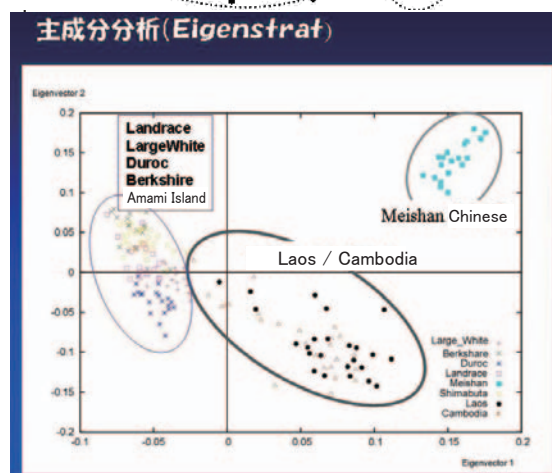 主成分分析(Eigenstrat)
Eigenvector 2
0.2
0.15
0.1
0.05
0
-0.05
-0.1
-0.15
-0.2
Landrace
LargeWhite
Duroc
Berkshire
Amami Island
Meishan Chinese
Laos / Cambodia
Large_White
Berkshare
Duroc
Landrace
Meishan
Shimabuta
Laos
Cambodia
-0.1
-0.05
0
0.05
0.1
0.15
0.2
Eigenvector 1